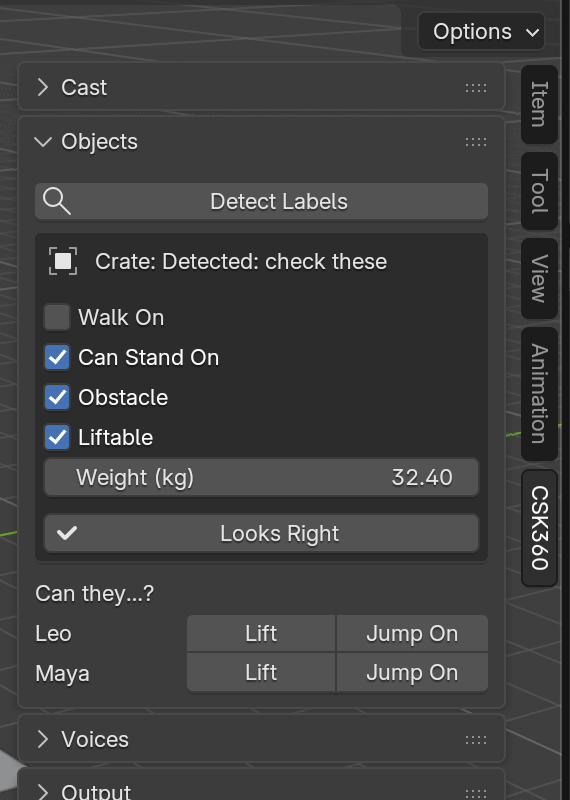 Options
Cast
Objects
Detect Labels
Crate: Detected: check these
Walk On
Can Stand On
Obstacle
Liftable
Weight (kg) 32.40
Looks Right
Can they...?
Leo Lift Jump On
Maya Lift Jump On
Voices
Output
Item
Tool
View
Animation
CSK360